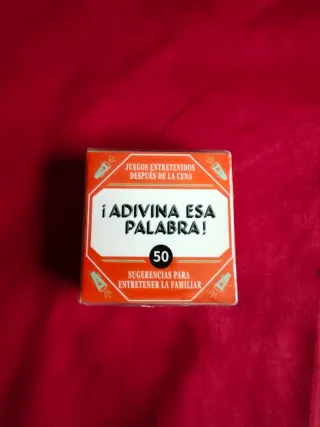 JUEGOS ENTRETENIDOS
DESPUÉS DE LA CENA
¡ADIVINA ESA
PALABRA!
50
SUGERENCIAS PARA
ENTRETENER LA FAMILIAR